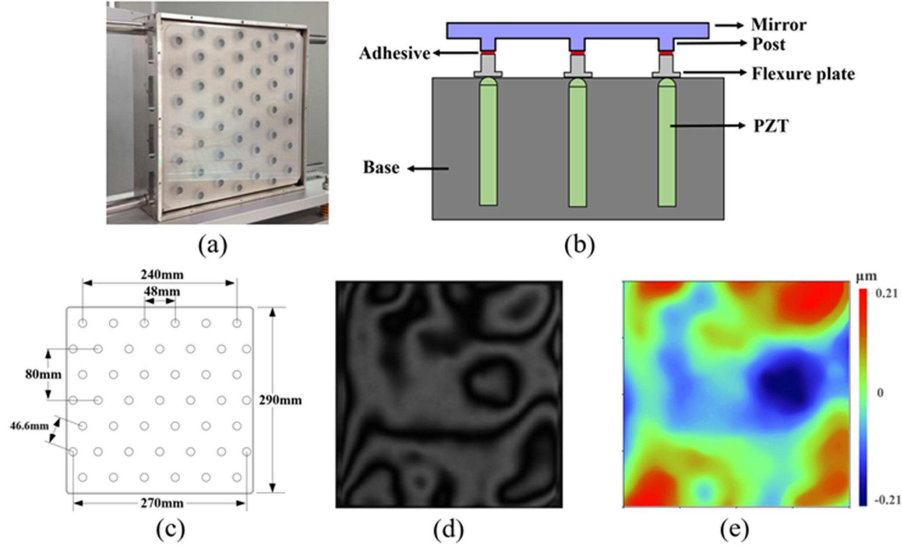 Mirror
Adhesive
Post
Flexure plate
PZT
Base
(a)
(b)
240mm
48mm
80mm
290mm
46.6mm
270mm
(c)
(d)
µm
0.21
0
-0.21
(e)